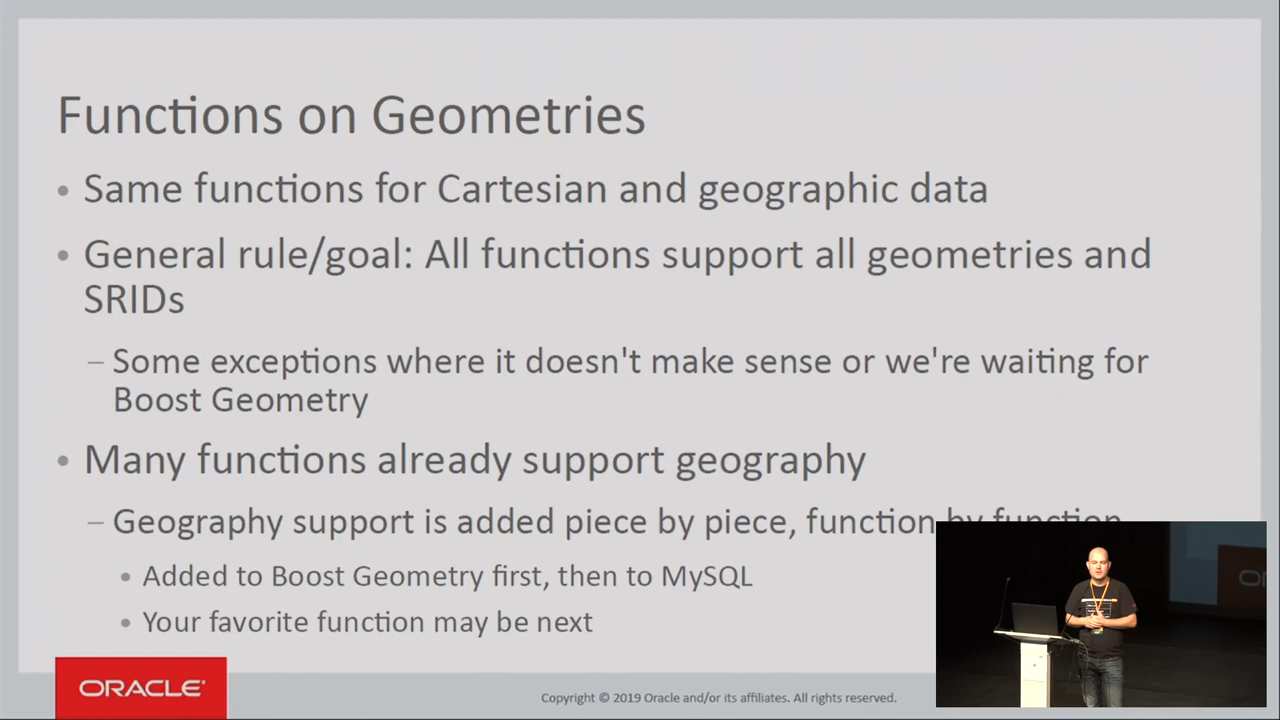 Functions on Geometries
• Same functions for Cartesian and geographic data
• General rule/goal: All functions support all geometries and
SRIDs
– Some exceptions where it doesn't make sense or we're waiting for
Boost Geometry
• Many functions already support geography
– Geography support is added piece by piece, function by function
• Added to Boost Geometry first, then to MySQL
• Your favorite function may be next
ORACLE®
Copyright © 2019 Oracle and/or its affiliates. All rights reserved.